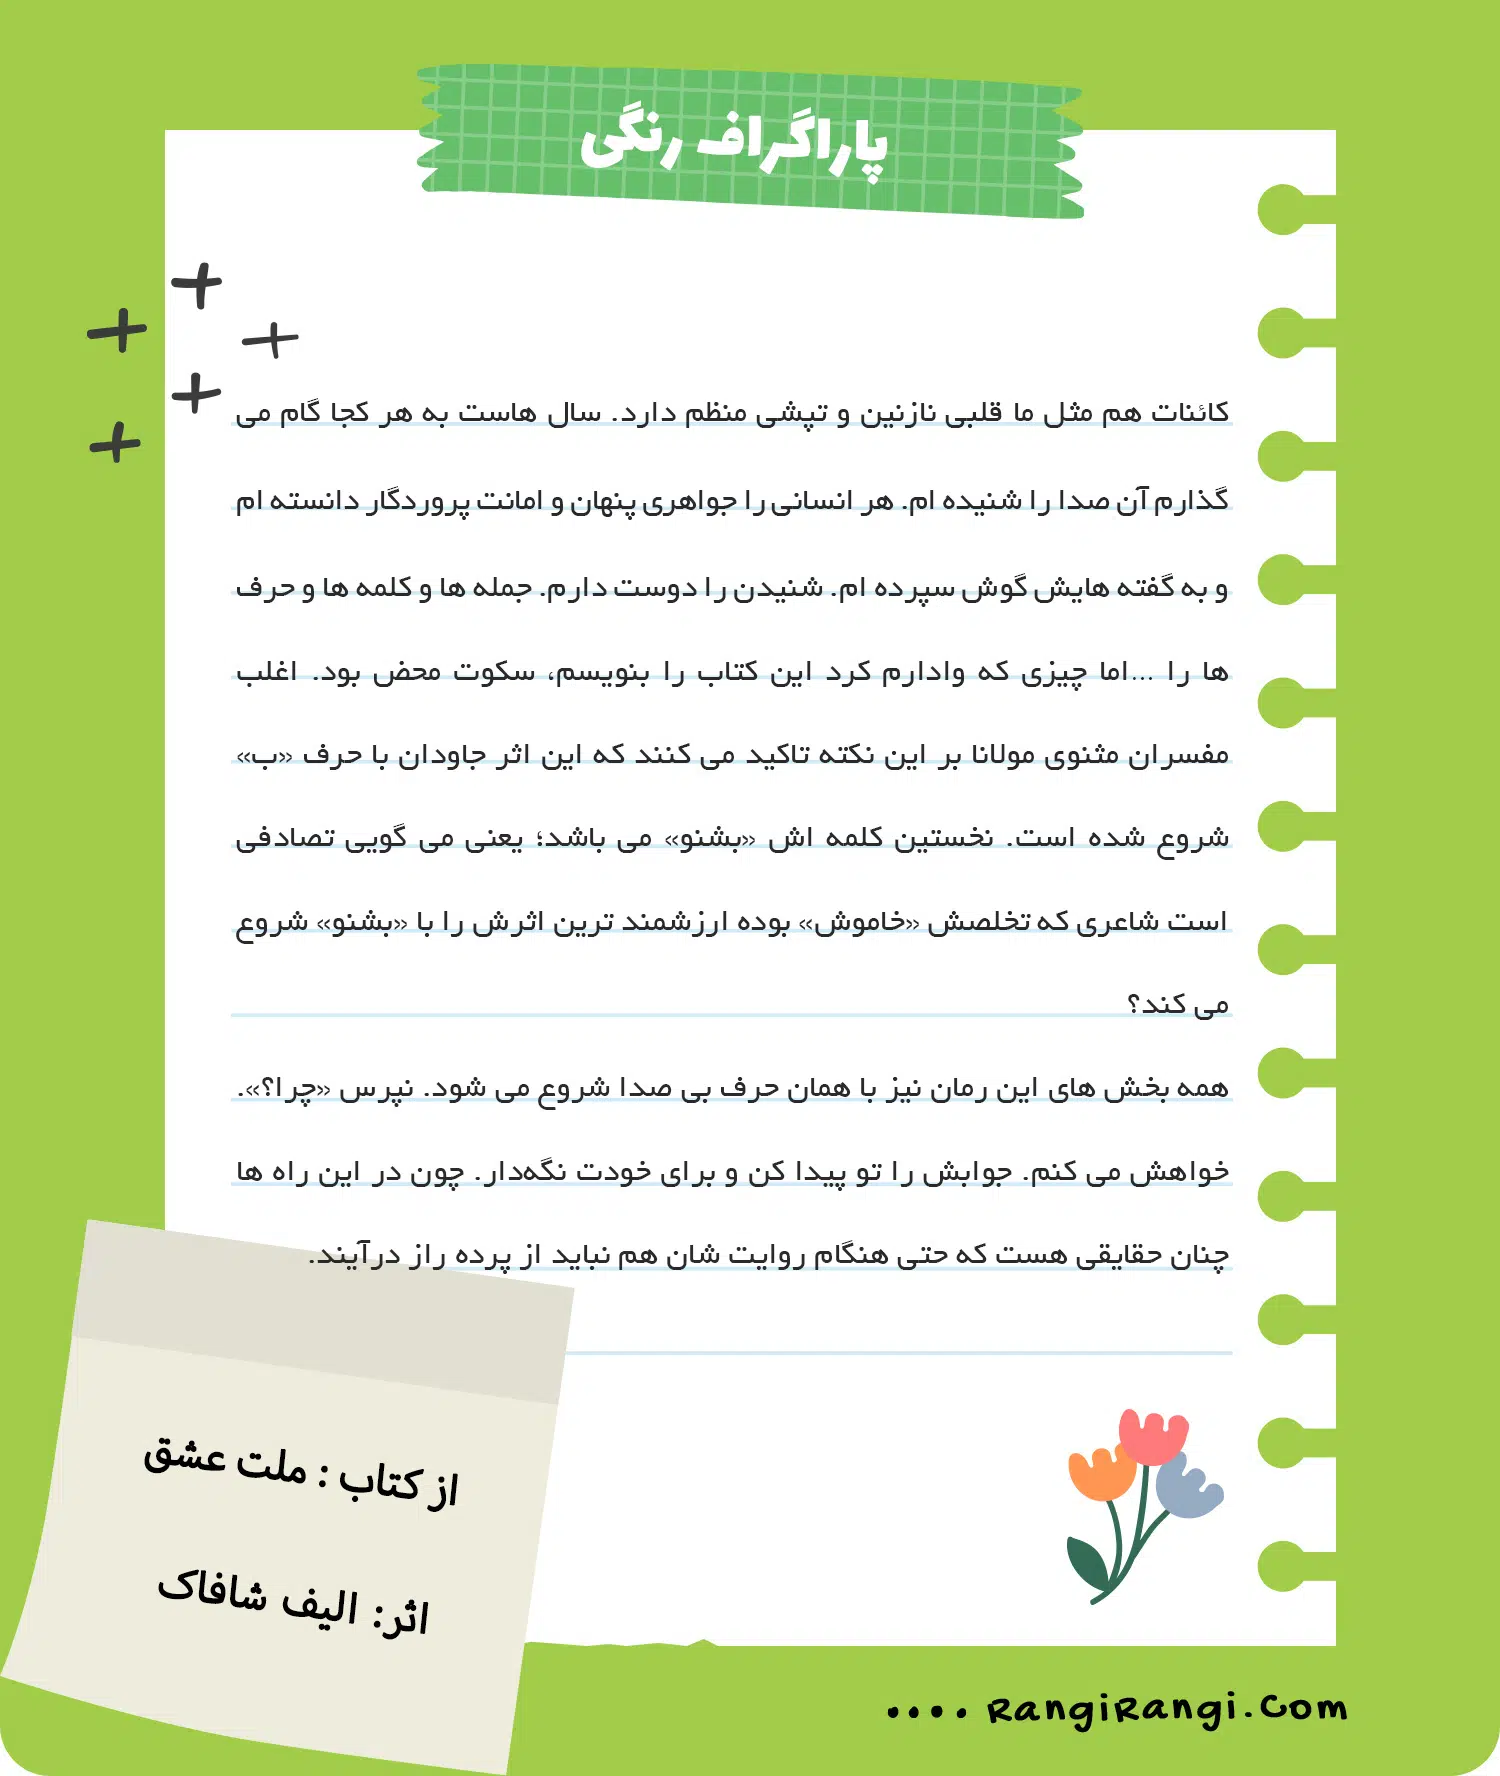 پاراگراف رنگی
کائنات هم مثل ما قلبی نازنین و تپشی منظم دارد. سال هاست به هر کجا گام می
گذارم آن صدا را شنیده ام. هر انسانی را جواهری پنهان و امانت پروردگار دانسته ام
و به گفته هایش گوش سپرده ام. شنیدن را دوست دارم. جمله ها و کلمه ها و حرف
ها را ...اما چیزی که وادارم کرد این کتاب را بنویسم، سکوت محض بود. اغلب
مفسران مثنوی مولانا بر این نکته تاکید می کنند که این اثر جاودان با حرف «ب»
شروع شده است. نخستین کلمه اش «بشنو» می باشد؛ یعنی می گویی تصادفی
است شاعری که تخلصش «خاموش» بوده ارزشمند ترین اثرش را با «بشنو» شروع
می کند؟
همه بخش های این رمان نیز با همان حرف بی صدا شروع می شود. نپرس «چرا؟».
خواهش می کنم. جوابش را تو پیدا کن و برای خودت نگه‌دار. چون در این راه ها
چنان حقایقی هست که حتی هنگام روایت شان هم نباید از پرده راز درآیند.
از کتاب : ملت عشق
اثر: الیف شافاک
.... RangiRangi.Com